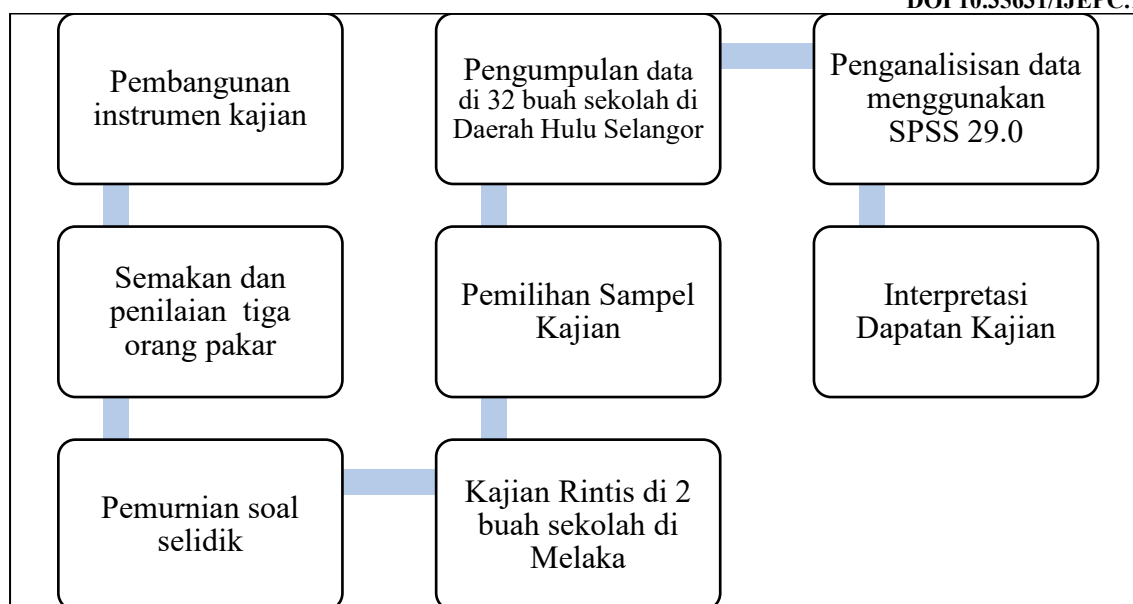 Pembangunan
instrumen kajian
Semakan dan
penilaian tiga
orang pakar
Pemurnian soal
selidik
Kajian Rintis di 2
buah sekolah di
Melaka
Pemilihan Sampel
Kajian
Pengumpulan data
di 32 buah sekolah di
Daerah Hulu Selangor
Penganalisisan data
menggunakan
SPSS 29.0
Interpretasi
Dapatan Kajian